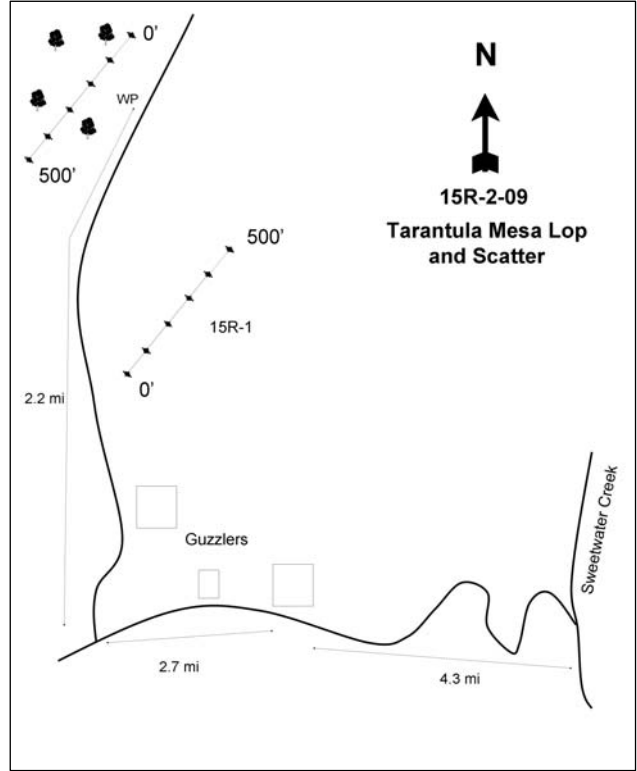 0'
N
WP
500'
15R-2-09
Tarantula Mesa Lop
and Scatter
500'
15R-1
0'
2.2 mi
Guzzlers
Sweetwater Creek
2.7 mi
4.3 mi